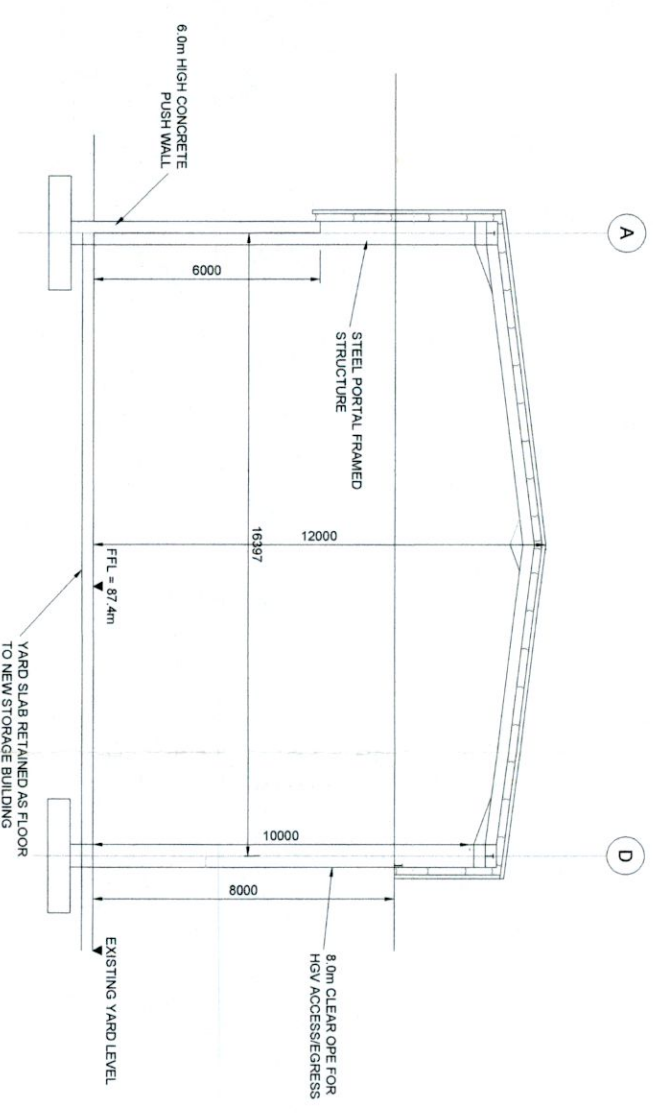 A
D
6.0m HIGH CONCRETE
PUSH WALL
STEEL PORTAL FRAMED
STRUCTURE
6000
12000
16397
10000
8000
8.0m CLEAR OPE FOR
HGV ACCESS/EGRESS
FFL = 87.4m
YARD SLAB RETAINED AS FLOOR
TO NEW STORAGE BUILDING
EXISTING YARD LEVEL